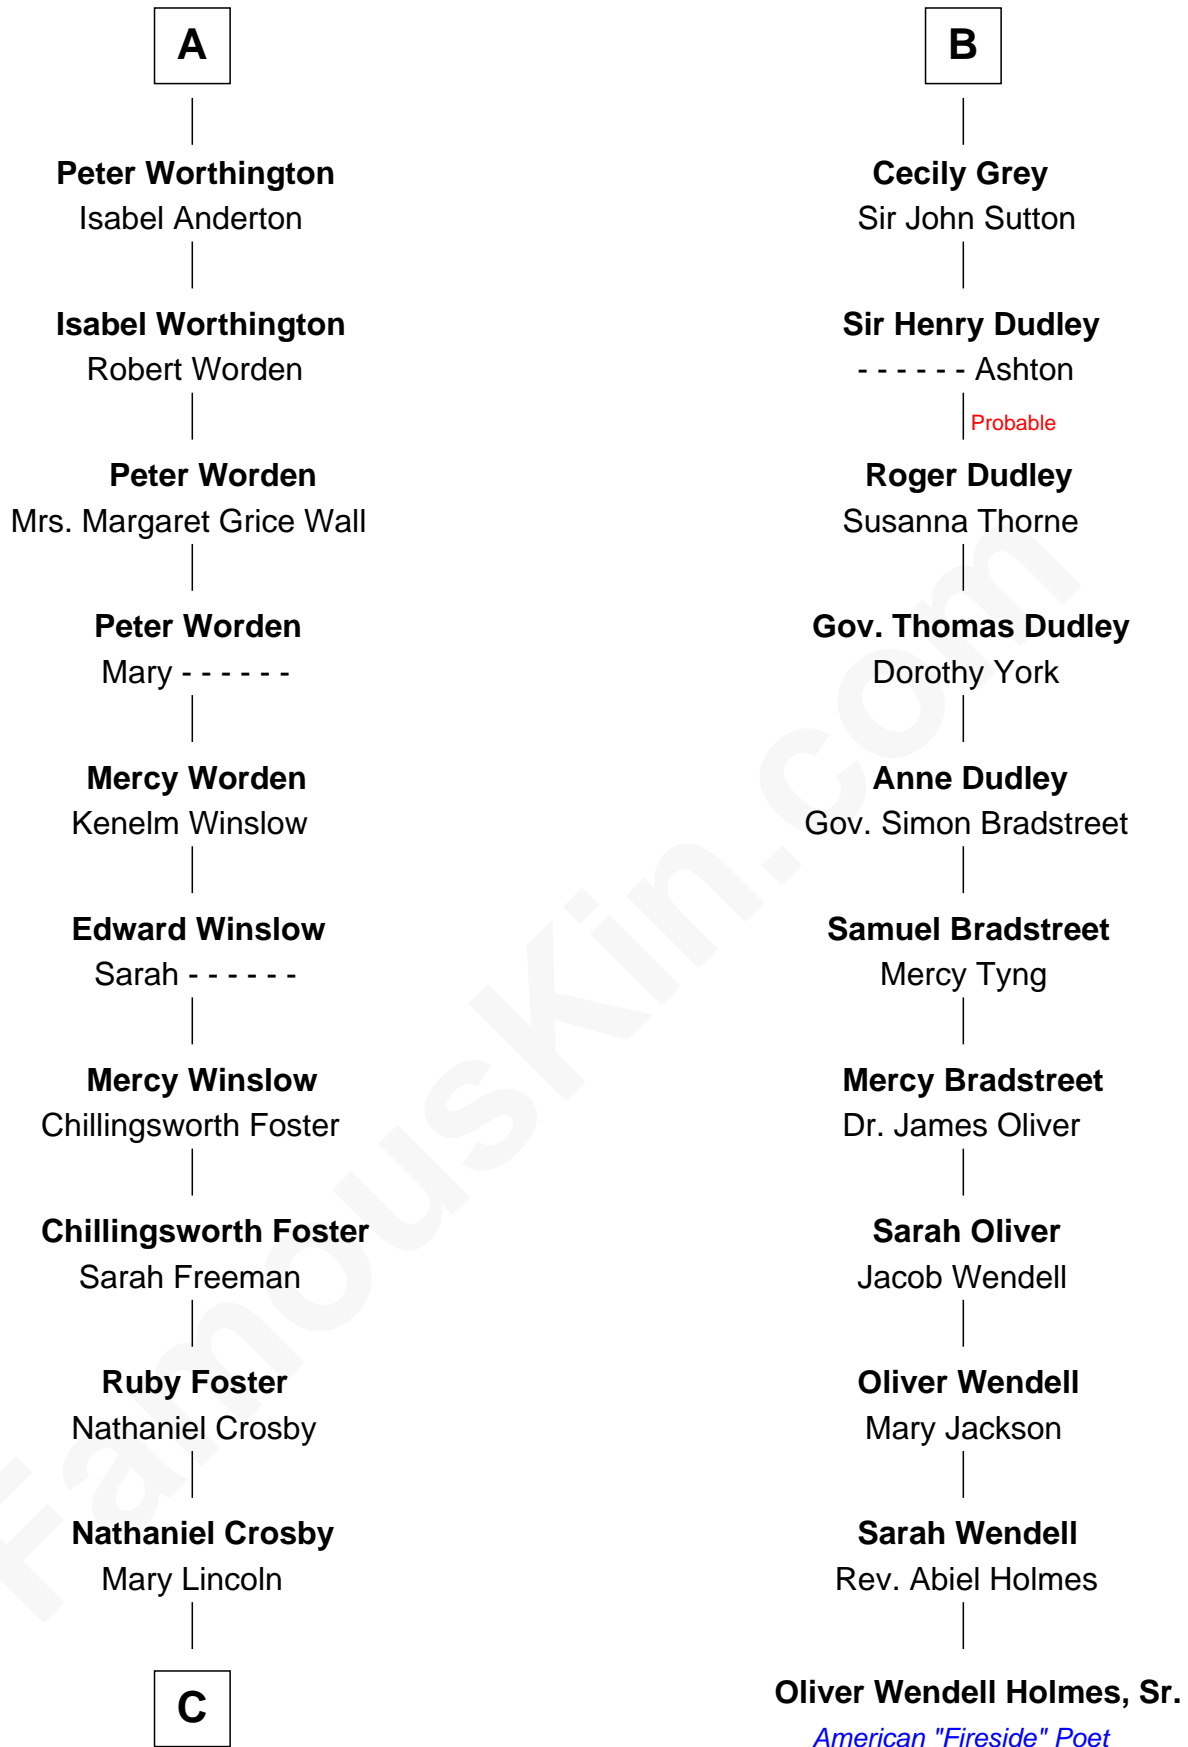 A
Peter Worthington
Isabel Anderton
Isabel Worthington
Robert Worden
Peter Worden
Mrs. Margaret Grice Wall
Peter Worden
Mary - - - - - -
Mercy Worden
Kenelm Winslow
Edward Winslow
Sarah - - - - - -
Mercy Winslow
Chillingsworth Foster
Chillingsworth Foster
Sarah Freeman
Ruby Foster
Nathaniel Crosby
Nathaniel Crosby
Mary Lincoln
C
B
Cecily Grey
Sir John Sutton
Sir Henry Dudley
- - - - - - Ashton
Probable
Roger Dudley
Susanna Thorne
Gov. Thomas Dudley
Dorothy York
Anne Dudley
Gov. Simon Bradstreet
Samuel Bradstreet
Mercy Tyng
Mercy Bradstreet
Dr. James Oliver
Sarah Oliver
Jacob Wendell
Oliver Wendell
Mary Jackson
Sarah Wendell
Rev. Abiel Holmes
Oliver Wendell Holmes, Sr.
American "Fireside" Poet
FamousKin.com